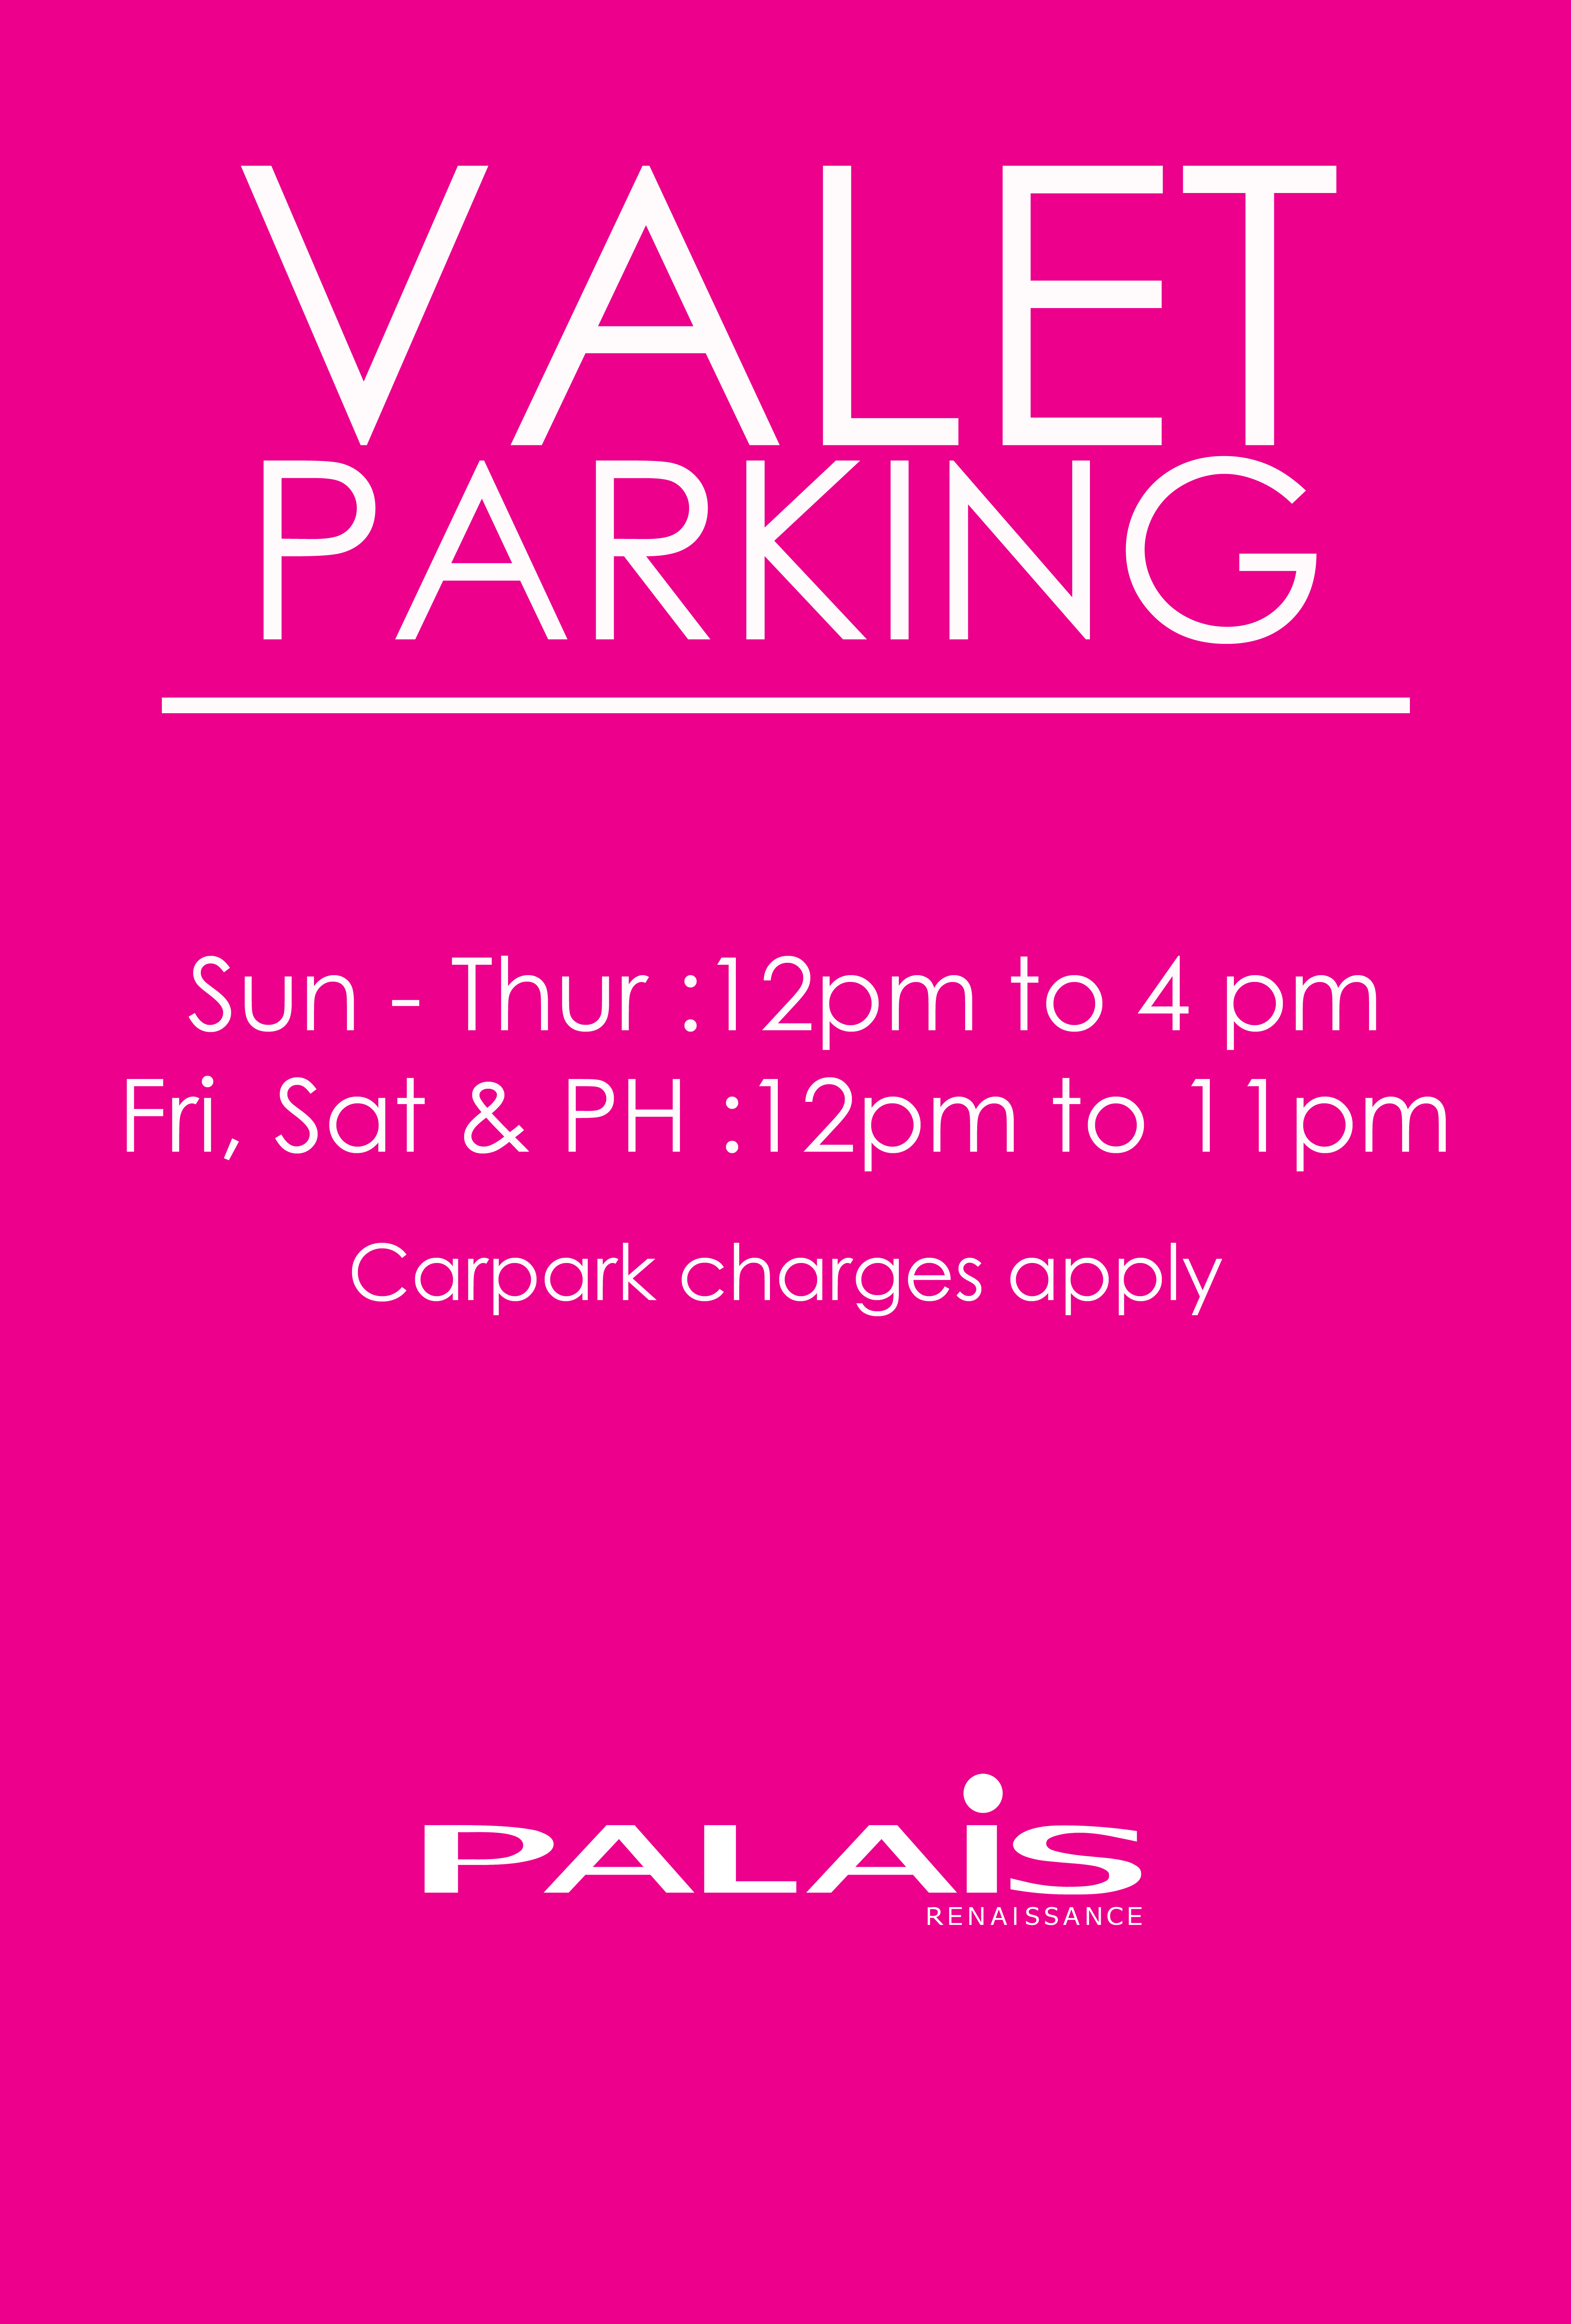 VALET
PARKING
Sun - Thur :12pm to 4 pm
Fri, Sat & PH :12pm to 11pm
Carpark charges apply
PALAiS
RENAISSANCE